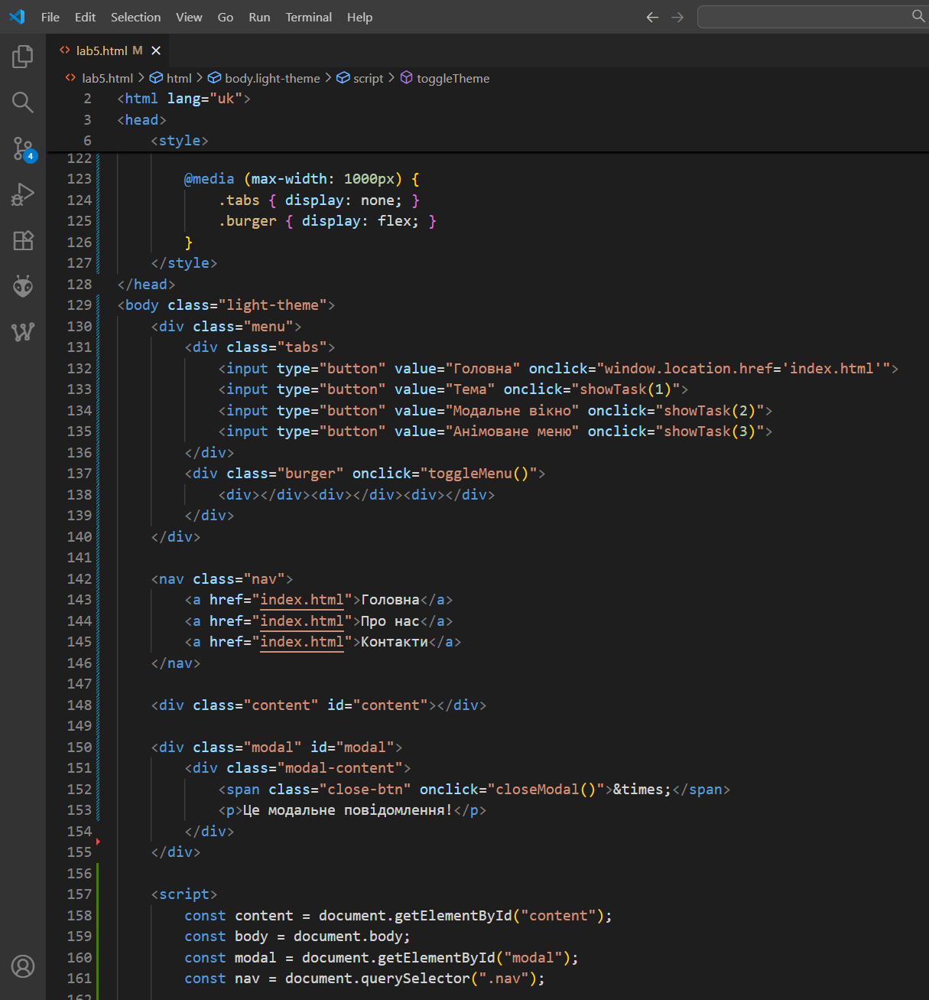 File Edit Selection View Go Run Terminal Help
lab5.html M
lab5.html > html > body.light-theme > script > toggleTheme
4
2 <html lang="uk">
3 <head>
6 <style>
122
123 @media (max-width: 1000px) {
124 .tabs { display: none; }
125 .burger { display: flex; }
126 }
127 </style>
128 </head>
129 <body class="light-theme">
130 <div class="menu">
131 <div class="tabs">
132 <input type="button" value="Головна" onclick="window.location.href='index.html'">
133 <input type="button" value="Тема" onclick="showTask(1)">
134 <input type="button" value="Модальне вікно" onclick="showTask(2)">
135 <input type="button" value="Анімоване меню" onclick="showTask(3)">
136 </div>
137 <div class="burger" onclick="toggleMenu()">
138 <div></div><div></div><div></div>
139 </div>
140 </div>
141
142 <nav class="nav">
143 <a href="index.html">Головна</a>
144 <a href="index.html">Про нас</a>
145 <a href="index.html">Контакти</a>
146 </nav>
147
148 <div class="content" id="content"></div>
149
150 <div class="modal" id="modal">
151 <div class="modal-content">
152 <span class="close-btn" onclick="closeModal()">&times;</span>
153 <p>Це модальне повідомлення!</p>
154 </div>
155 </div>
156
157 <script>
158 const content = document.getElementById("content");
159 const body = document.body;
160 const modal = document.getElementById("modal");
161 const nav = document.querySelector(".nav");
162